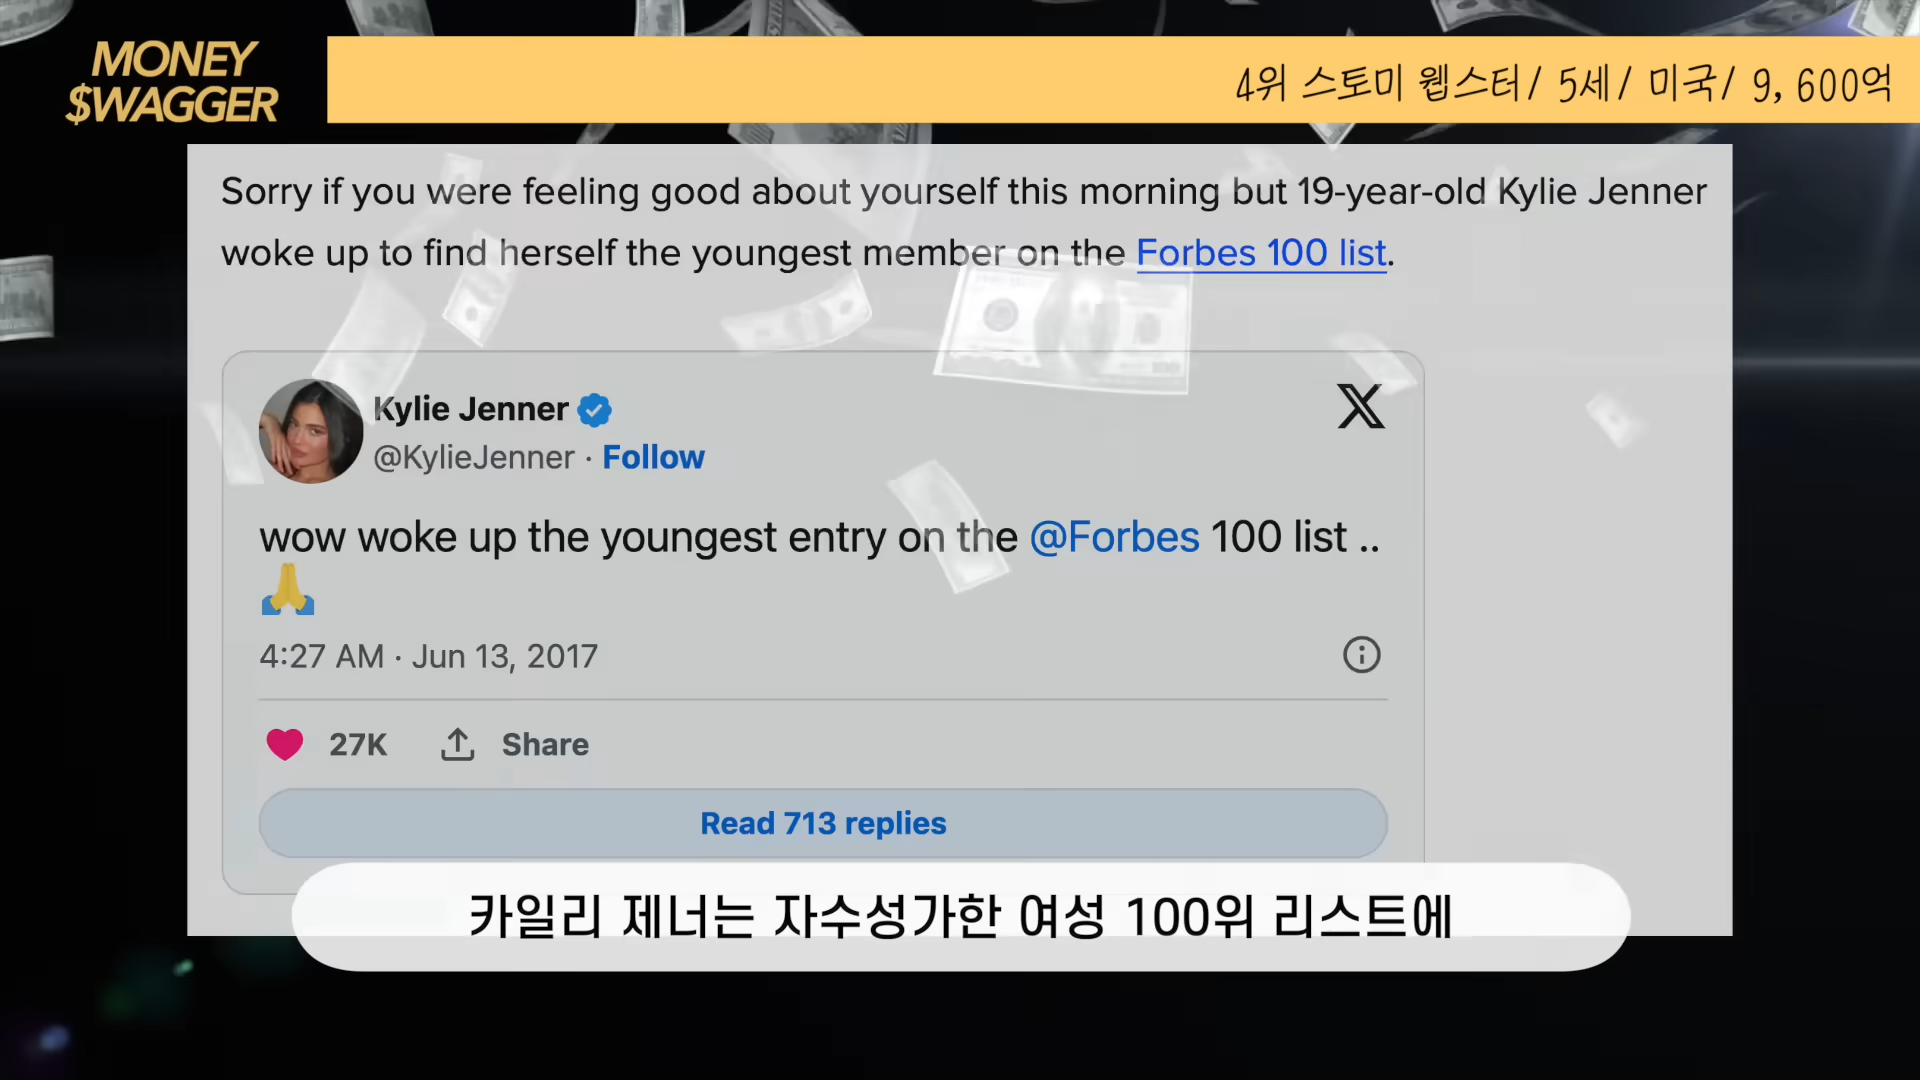 MONEY
$WAGGER
4위 스토미 웹스터/ 5세/ 미국/ 9, 600억
Sorry if you were feeling good about yourself this morning but 19-year-old Kylie Jenner
woke up to find herself the youngest member on the Forbes 100 list.
Kylie Jenner
@KylieJenner · Follow
wow woke up the youngest entry on the @Forbes 100 list ..
🙏
4:27 AM · Jun 13, 2017
27K Share
Read 713 replies
카일리 제너는 자수성가한 여성 100위 리스트에